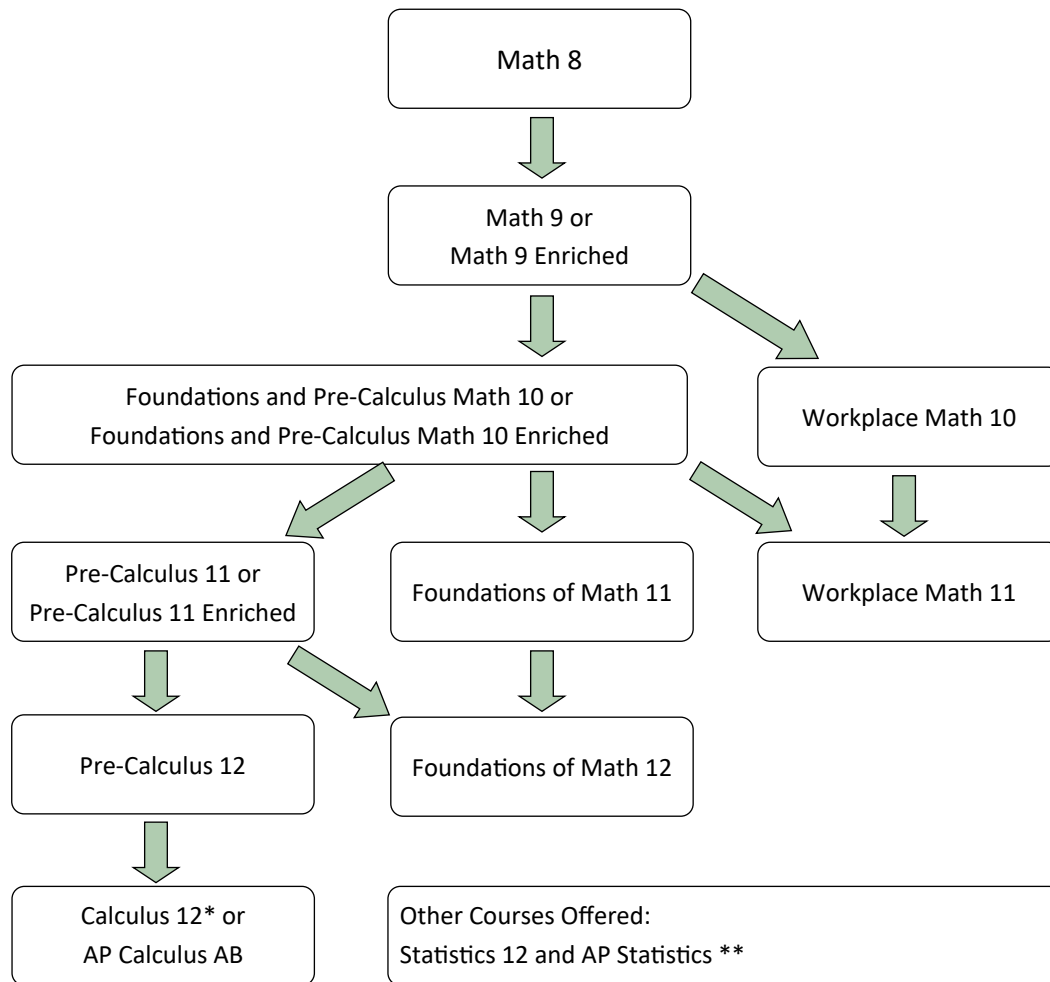 Math 8
Math 9 or
Math 9 Enriched
Foundations and Pre-Calculus Math 10 or
Foundations and Pre-Calculus Math 10 Enriched
Workplace Math 10
Pre-Calculus 11 or
Pre-Calculus 11 Enriched
Foundations of Math 11
Workplace Math 11
Pre-Calculus 12
Foundations of Math 12
Calculus 12* or
AP Calculus AB
Other Courses Offered:
Statistics 12 and AP Statistics **